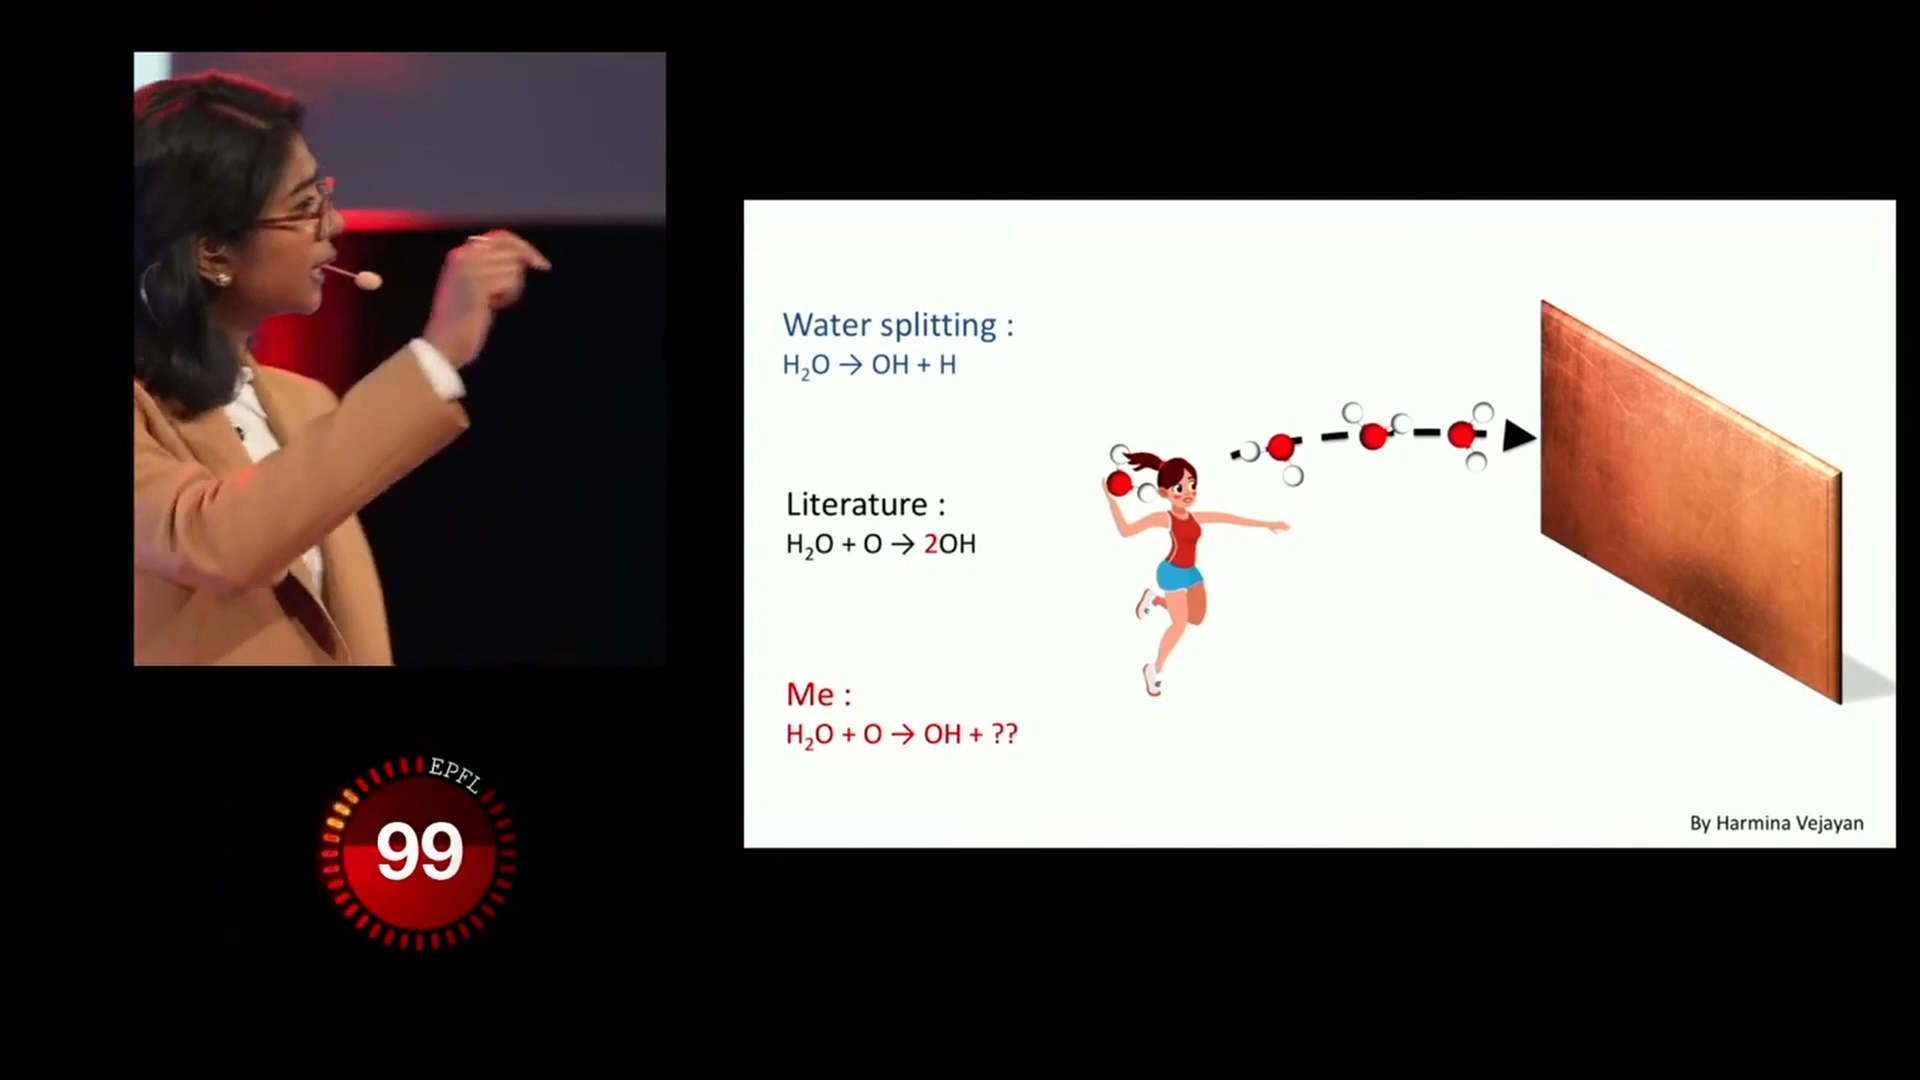 Water splitting :
H₂O → OH + H
Literature :
H₂O + O → 2OH
Me :
H₂O + O → OH + ??
By Harmina Vejayan
EPFL
99